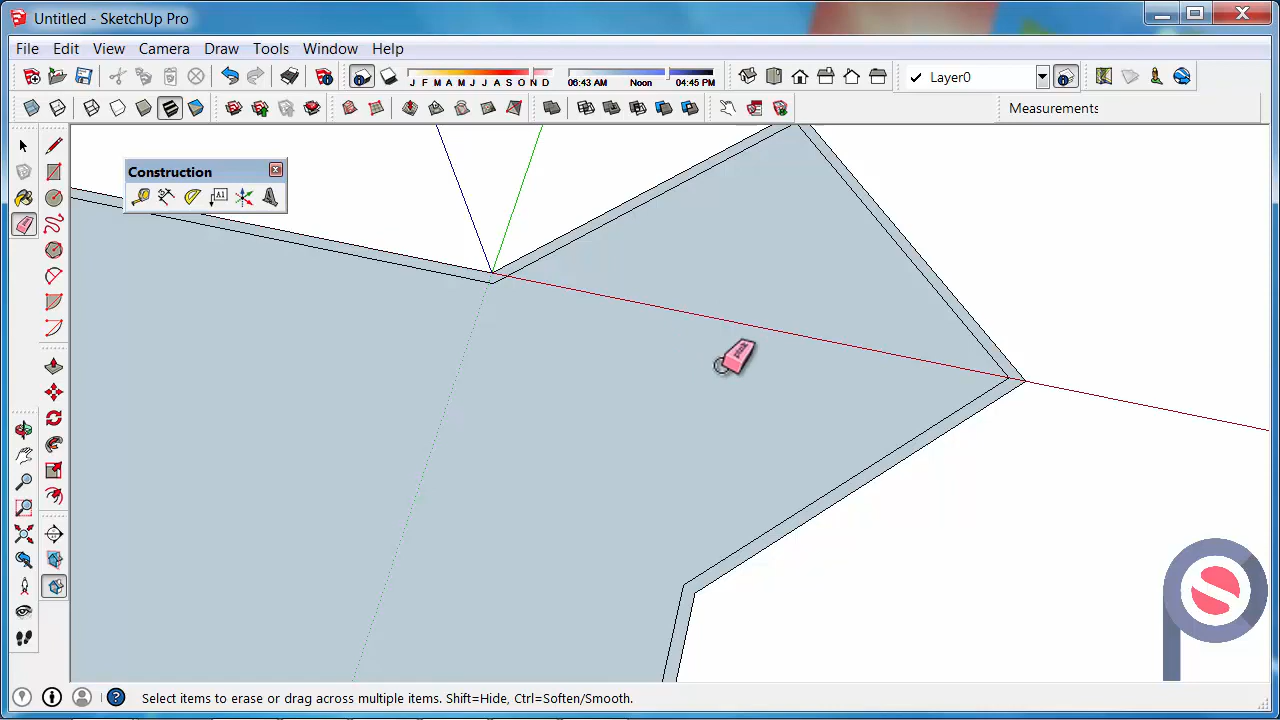 Untitled - SketchUp Pro
File Edit View Camera Draw Tools Window Help
J F M A M J J A S O N D
06:43 AM Noon 04:45 PM
Layer0
Measurements
Construction
A1
Select items to erase or drag across multiple items. Shift=Hide, Ctrl=Soften/Smooth.